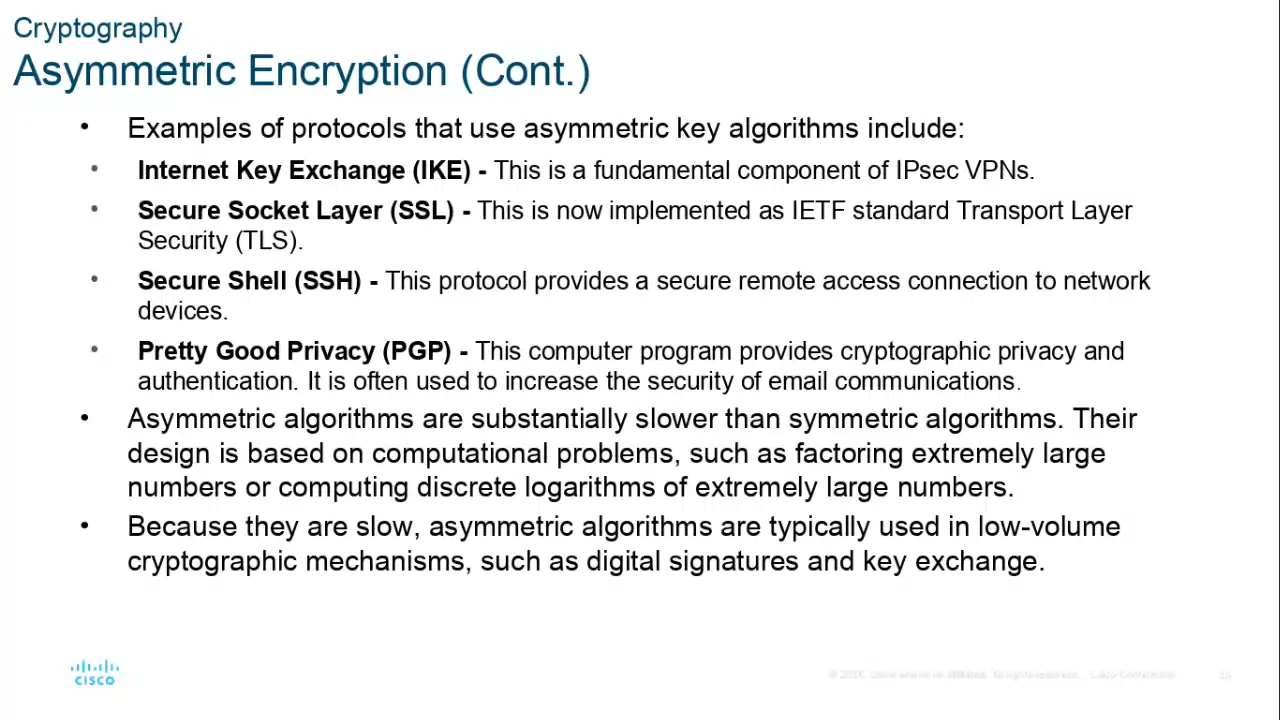 Cryptography
Asymmetric Encryption (Cont.)
• Examples of protocols that use asymmetric key algorithms include:
• Internet Key Exchange (IKE) - This is a fundamental component of IPsec VPNs.
• Secure Socket Layer (SSL) - This is now implemented as IETF standard Transport Layer
Security (TLS).
• Secure Shell (SSH) - This protocol provides a secure remote access connection to network
devices.
• Pretty Good Privacy (PGP) - This computer program provides cryptographic privacy and
authentication. It is often used to increase the security of email communications.
• Asymmetric algorithms are substantially slower than symmetric algorithms. Their
design is based on computational problems, such as factoring extremely large
numbers or computing discrete logarithms of extremely large numbers.
• Because they are slow, asymmetric algorithms are typically used in low-volume
cryptographic mechanisms, such as digital signatures and key exchange.
CISCO